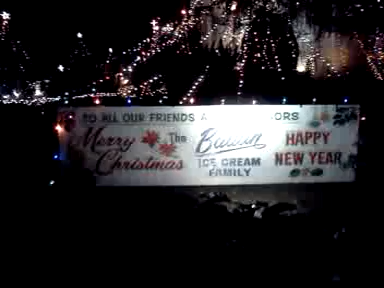 TO ALL OUR FRIENDS
Merry Christmas
The
ICE CREAM
FAMILY
HAPPY
NEW YEAR